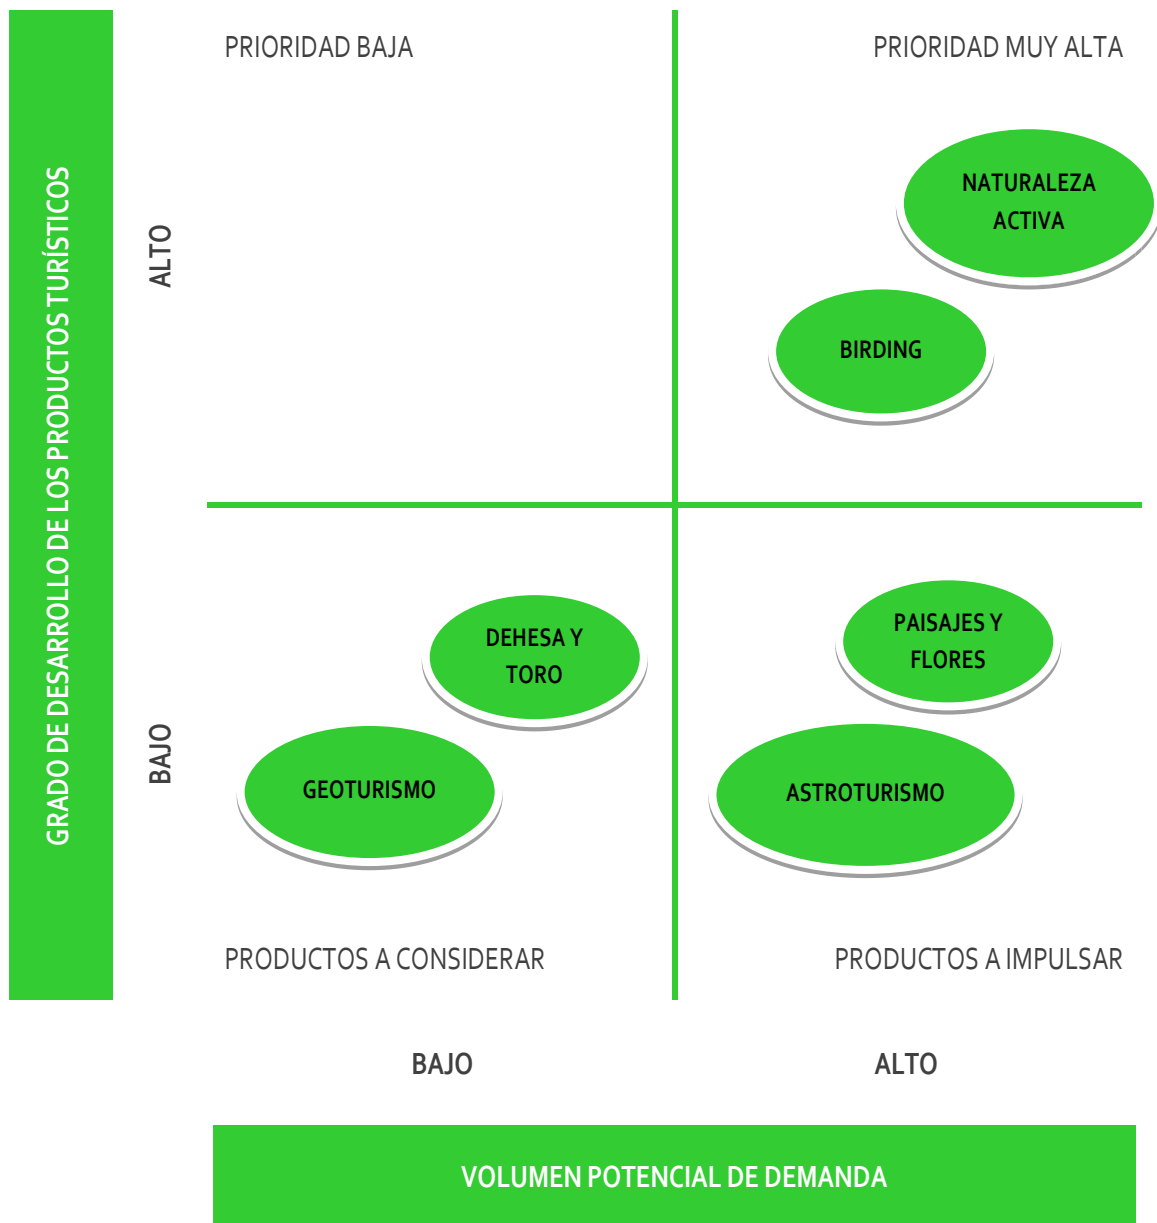 PRIORIDAD BAJA
PRIORIDAD MUY ALTA
GRADO DE DESARROLLO DE LOS PRODUCTOS TURÍSTICOS
ALTO
NATURALEZA
ACTIVA
BIRDING
BAJO
DEHESA Y
TORO
GEOTURISMO
PAISAJES Y
FLORES
ASTROTURISMO
PRODUCTOS A CONSIDERAR
PRODUCTOS A IMPULSAR
BAJO
ALTO
VOLUMEN POTENCIAL DE DEMANDA